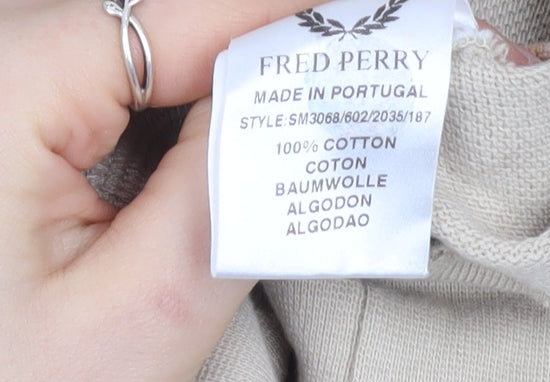 FRED PERRY
MADE IN PORTUGAL
STYLE:SM3068/602/2035/187
100% COTTON
COTON
BAUMWOLLE
ALGODON
ALGODAO